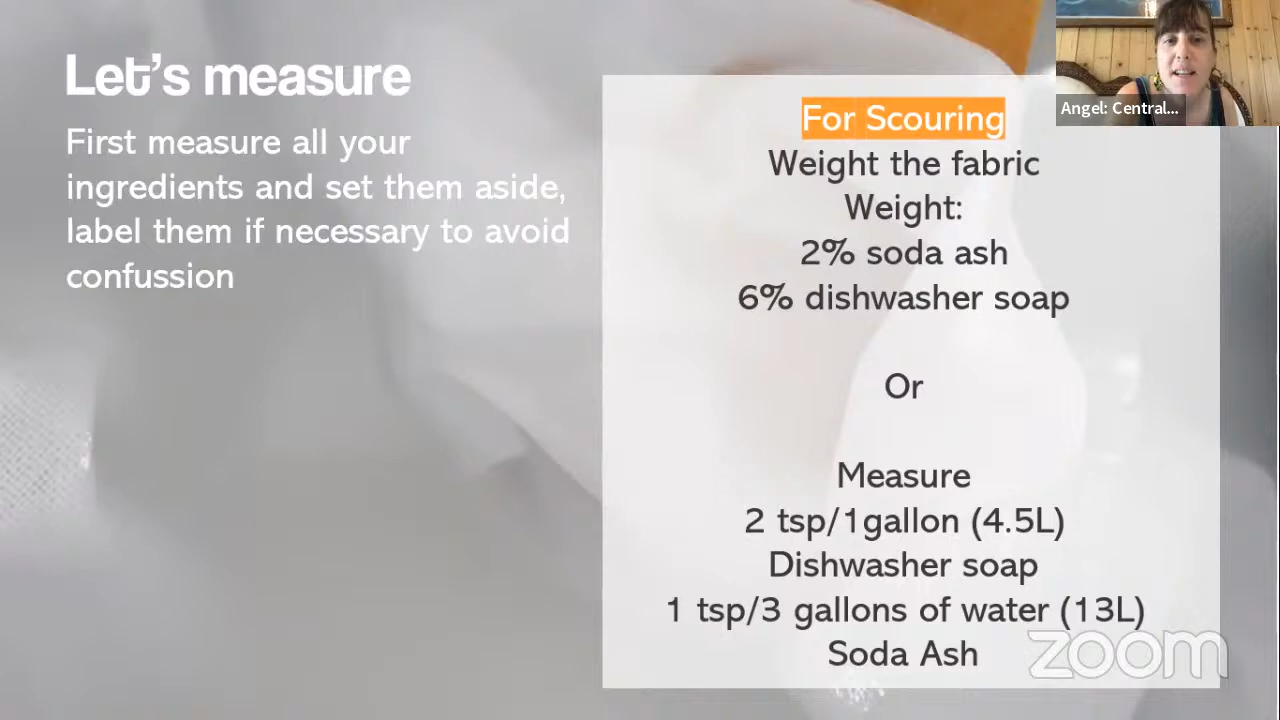 Let's measure
First measure all your
ingredients and set them aside,
label them if necessary to avoid
confussion
For Scouring
Weight the fabric
Weight:
2% soda ash
6% dishwasher soap
Or
Measure
2 tsp/1gallon (4.5L)
Dishwasher soap
1 tsp/3 gallons of water (13L)
Soda Ash
Angel: Central...
zoom